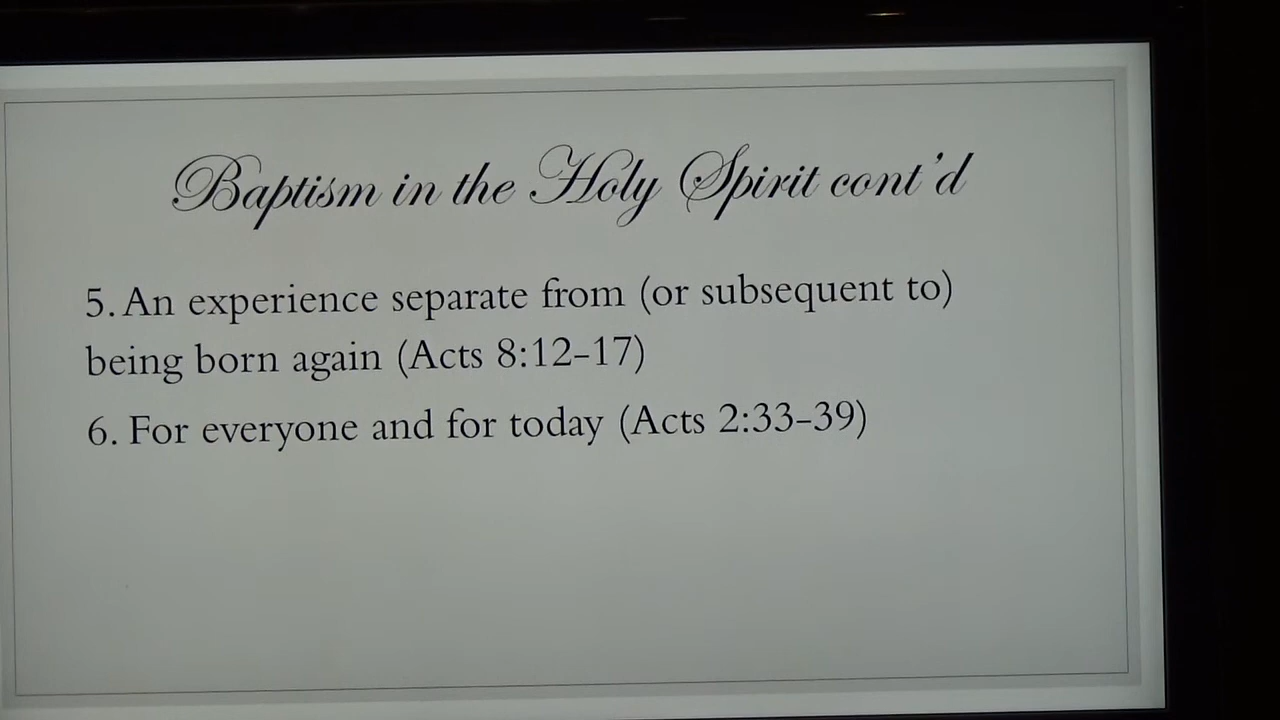 Baptism in the Holy Spirit cont'd
5. An experience separate from (or subsequent to)
being born again (Acts 8:12-17)
6. For everyone and for today (Acts 2:33-39)